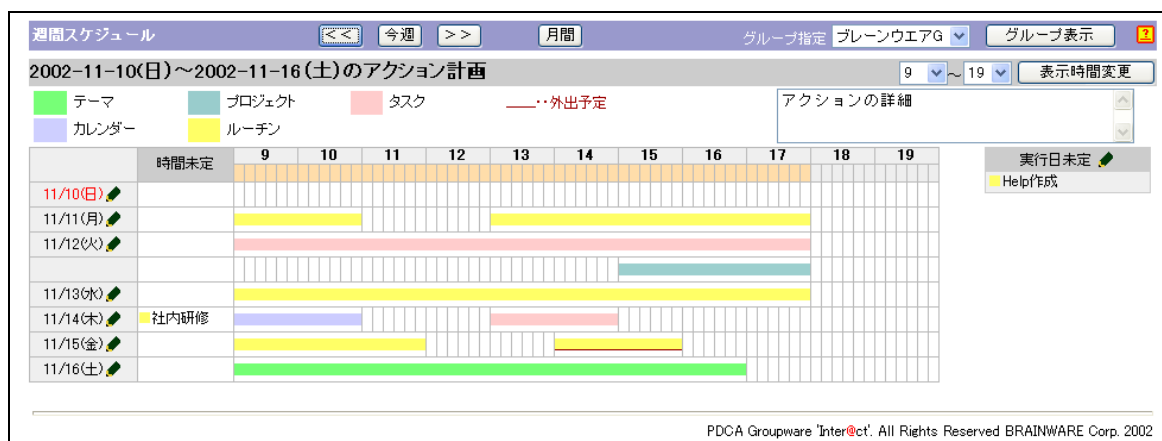 週間スケジュール << 今週 >> 月間 グループ指定 ブレーンウエアG グループ表示 ?
2002-11-10(日)～2002-11-16(土)のアクション計画 9 ～ 19 表示時間変更
テーマ プロジェクト タスク ・・外出予定 アクションの詳細
カレンダー ルーチン
時間未定 9 10 11 12 13 14 15 16 17 18 19 実行日未定
Help作成
11/10(日)
11/11(月)
11/12(火)
11/13(水)
11/14(木) 社内研修
11/15(金)
11/16(土)
PDCA Groupware 'Inter@ct'. All Rights Reserved BRAINWARE Corp. 2002